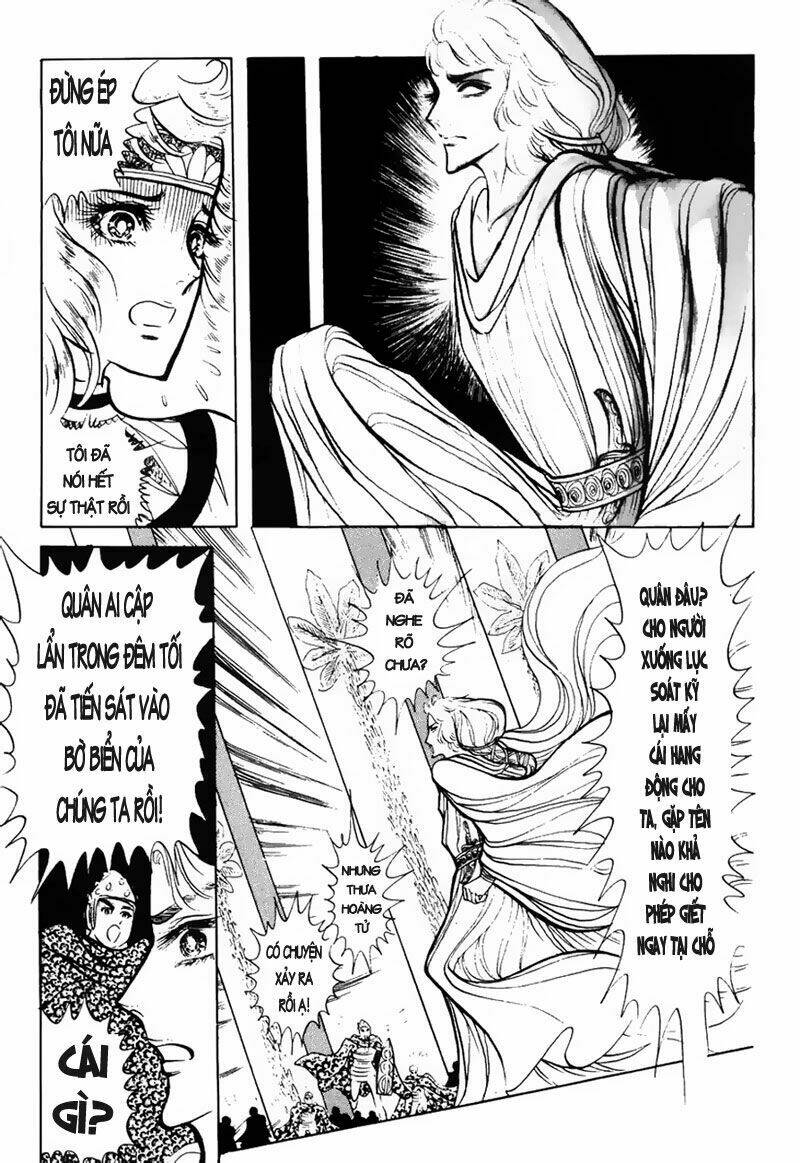 ĐỪNG ÉP
TÔI NỮA
TÔI ĐÃ
NÓI HẾT
SỰ THẬT RỒI
QUÂN ĐÂU?
CHO NGƯỜI
XUỐNG LỤC
SOÁT KỸ
LẠI MẤY
CÁI HANG
ĐỘNG CHO
TA, GẶP TÊN
NÀO KHẢ
NGHI CHO
PHÉP GIẾT
NGAY TẠI CHỖ
ĐÃ
NGHE
RÕ
CHƯA?
NHƯNG
THƯA
HOÀNG
TỬ
CÓ CHUYỆN
XẢY RA
RỒI Ạ!
QUÂN AI CẬP
LẨN TRONG ĐÊM TỐI
ĐÃ TIẾN SÁT VÀO
BỜ BIỂN CỦA
CHÚNG TA RỒI!
CÁI
GÌ?